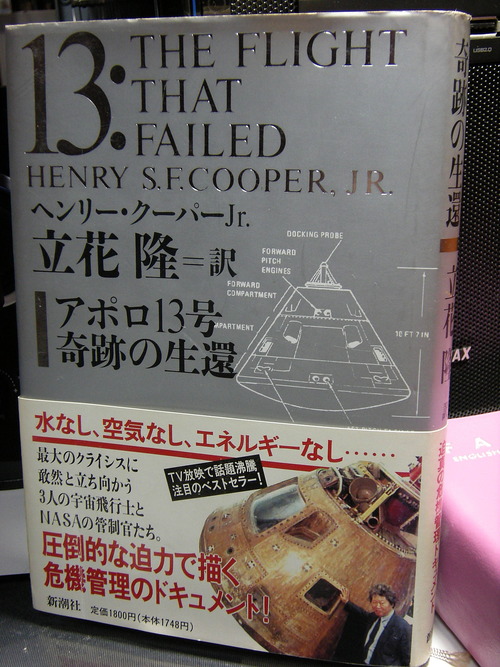 13: THE FLIGHT
THAT
FAILED
HENRY S.F. COOPER, JR.
ヘンリー・クーパーJr.
立花 隆=訳
アポロ13号
奇跡の生還
DOCKING PROBE
FORWARD
PITCH
ENGINES
FORWARD
COMPARTMENT
MPARTMENT
10 FT 7 IN
水なし、空気なし、エネルギーなし……
最大のクライシスに
敢然と立ち向かう
3人の宇宙飛行士と
NASAの管制官たち。
TV放映で話題沸騰
注目のベストセラー!
圧倒的な迫力で描く
危機管理のドキュメント!
新潮社 定価1800円(本体1748円)
奇跡の生還
立花 隆
AX
ENGLISH